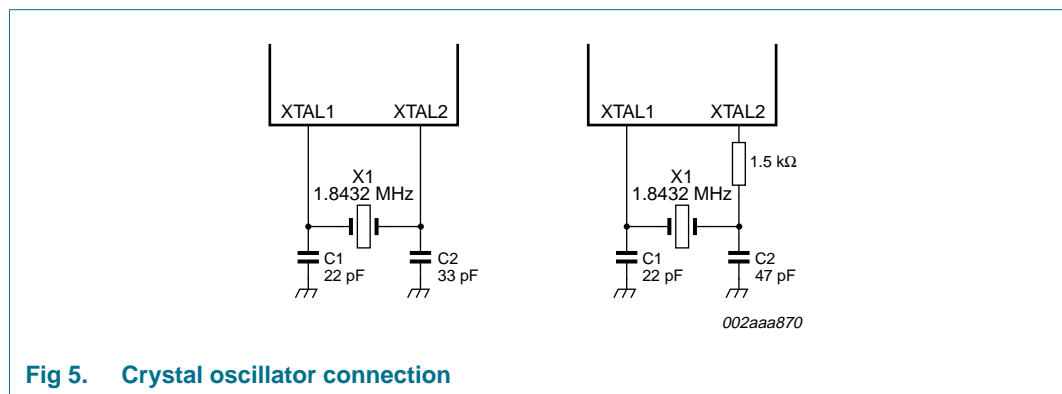 XTAL1 XTAL2
X1
1.8432 MHz
C1
22 pF
C2
33 pF
XTAL1 XTAL2
1.5 kΩ
X1
1.8432 MHz
C1
22 pF
C2
47 pF
002aaa870
Fig 5. Crystal oscillator connection